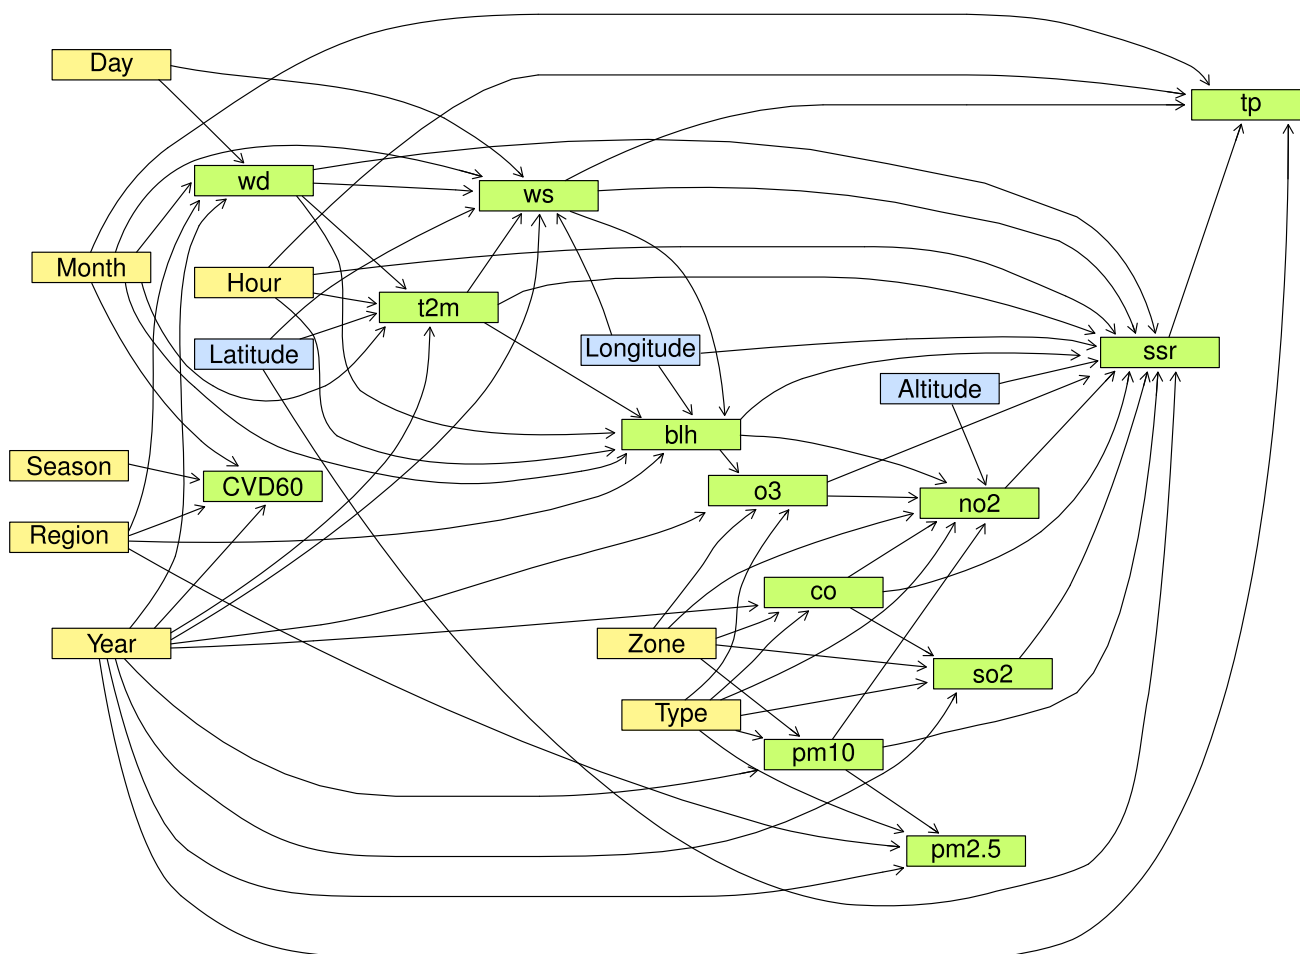 Day
tp
wd
ws
Month
Hour
t2m
Latitude
Longitude
ssr
Altitude
blh
Season
CVD60
o3
no2
Region
co
Year
Zone
so2
Type
pm10
pm2.5